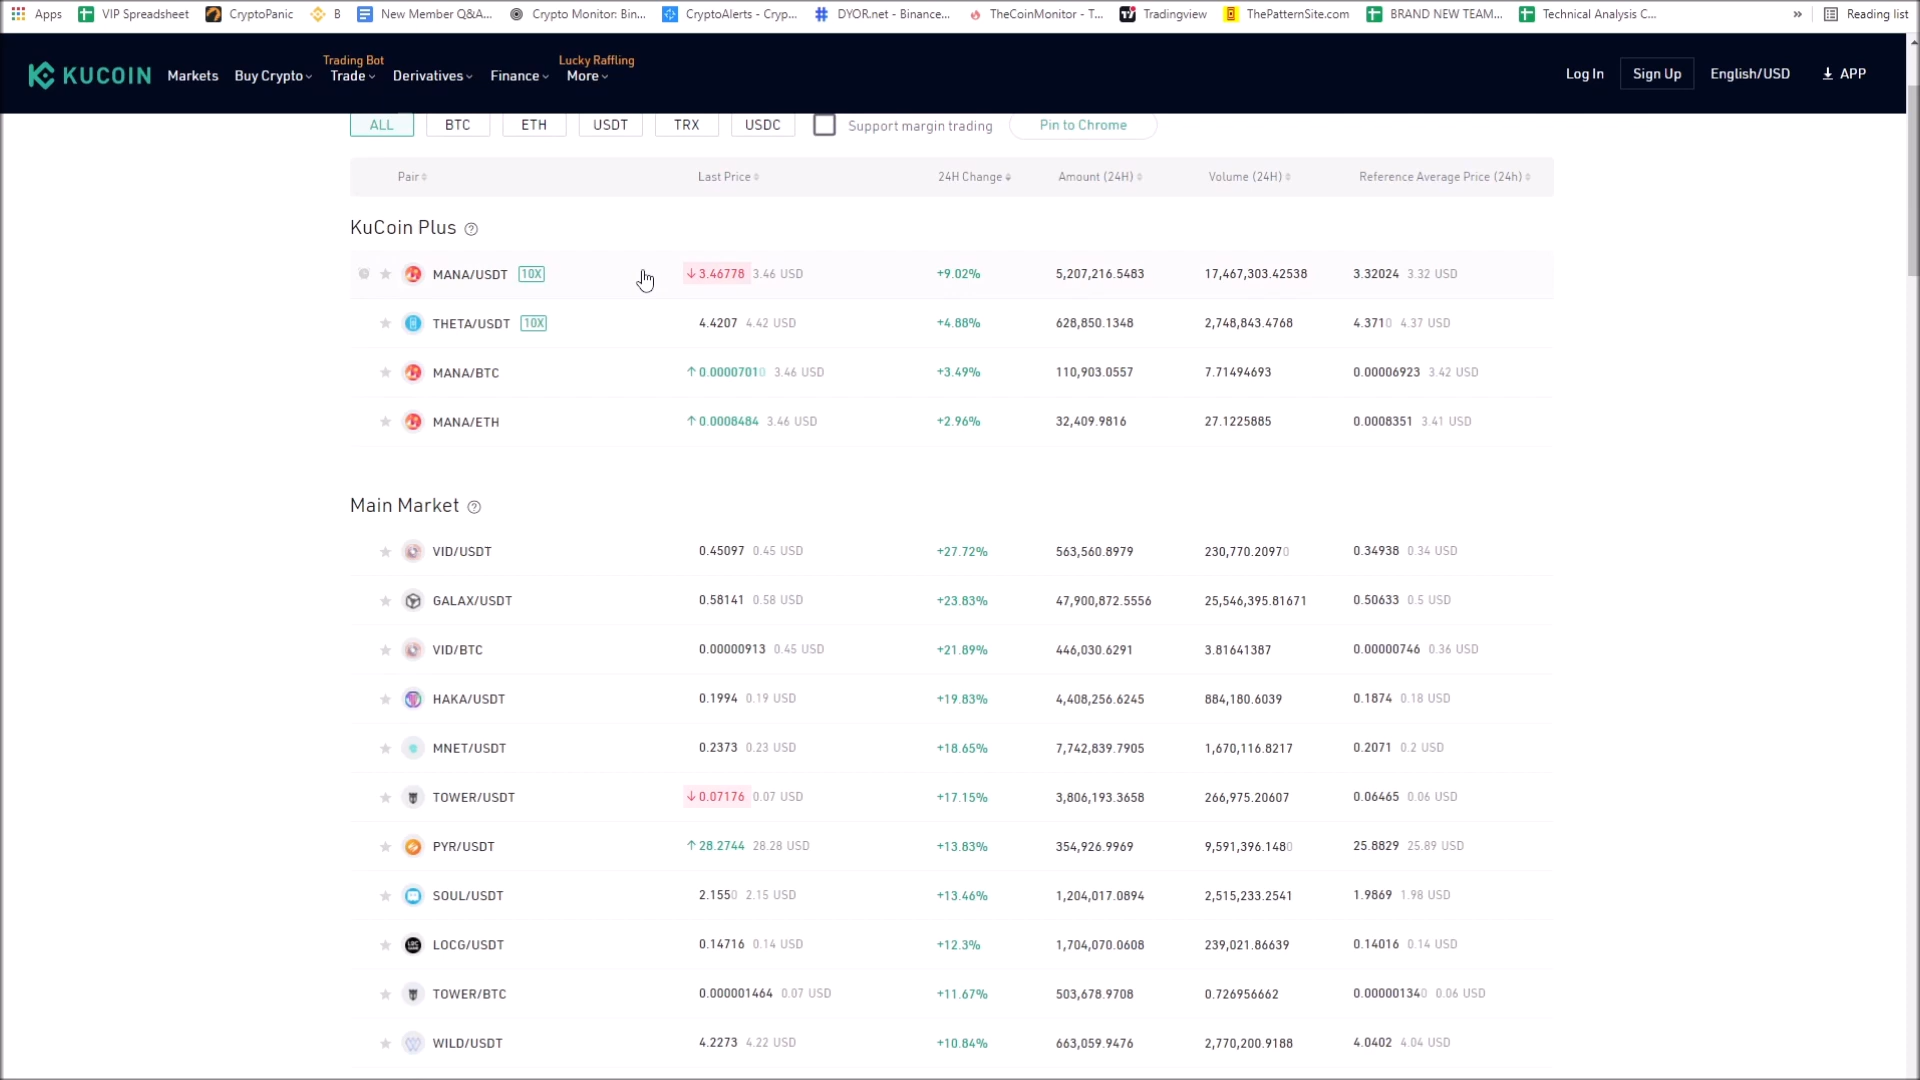 Apps VIP Spreadsheet CryptoPanic B New Member Q&A... Crypto Monitor: Bin... CryptoAlerts - Cryp... DYOR.net - Binance... TheCoinMonitor - T... Tradingview ThePatternSite.com BRAND NEW TEAM... Technical Analysis C... » Reading list
Trading Bot Lucky Raffling
KUCOIN Markets Buy Crypto Trade Derivatives Finance More Log In Sign Up English/USD APP
ALL BTC ETH USDT TRX USDC Support margin trading Pin to Chrome
Pair Last Price 24H Change Amount (24H) Volume (24H) Reference Average Price (24h)
KuCoin Plus ?
MANA/USDT 10X ↓3.46778 3.46 USD +9.02% 5,207,216.5483 17,467,303.42538 3.32024 3.32 USD
THETA/USDT 10X 4.4207 4.42 USD +4.88% 628,850.1348 2,748,843.4768 4.3710 4.37 USD
MANA/BTC ↑0.00007010 3.46 USD +3.49% 110,903.0557 7.71494693 0.00006923 3.42 USD
MANA/ETH ↑0.0008484 3.46 USD +2.96% 32,409.9816 27.1225885 0.0008351 3.41 USD
Main Market ?
VID/USDT 0.45097 0.45 USD +27.72% 563,560.8979 230,770.20970 0.34938 0.34 USD
GALAX/USDT 0.58141 0.58 USD +23.83% 47,900,872.5556 25,546,395.81671 0.50633 0.5 USD
VID/BTC 0.00000913 0.45 USD +21.89% 446,030.6291 3.81641387 0.00000746 0.36 USD
HAKA/USDT 0.1994 0.19 USD +19.83% 4,408,256.6245 884,180.6039 0.1874 0.18 USD
MNET/USDT 0.2373 0.23 USD +18.65% 7,742,839.7905 1,670,116.8217 0.2071 0.2 USD
TOWER/USDT ↓0.07176 0.07 USD +17.15% 3,806,193.3658 266,975.20607 0.06465 0.06 USD
PYR/USDT ↑28.2744 28.28 USD +13.83% 354,926.9969 9,591,396.1480 25.8829 25.89 USD
SOUL/USDT 2.1550 2.15 USD +13.46% 1,204,017.0894 2,515,233.2541 1.9869 1.98 USD
LOCG/USDT 0.14716 0.14 USD +12.3% 1,704,070.0608 239,021.86639 0.14016 0.14 USD
TOWER/BTC 0.000001464 0.07 USD +11.67% 503,678.9708 0.726956662 0.000001340 0.06 USD
WILD/USDT 4.2273 4.22 USD +10.84% 663,059.9476 2,770,200.9188 4.0402 4.04 USD